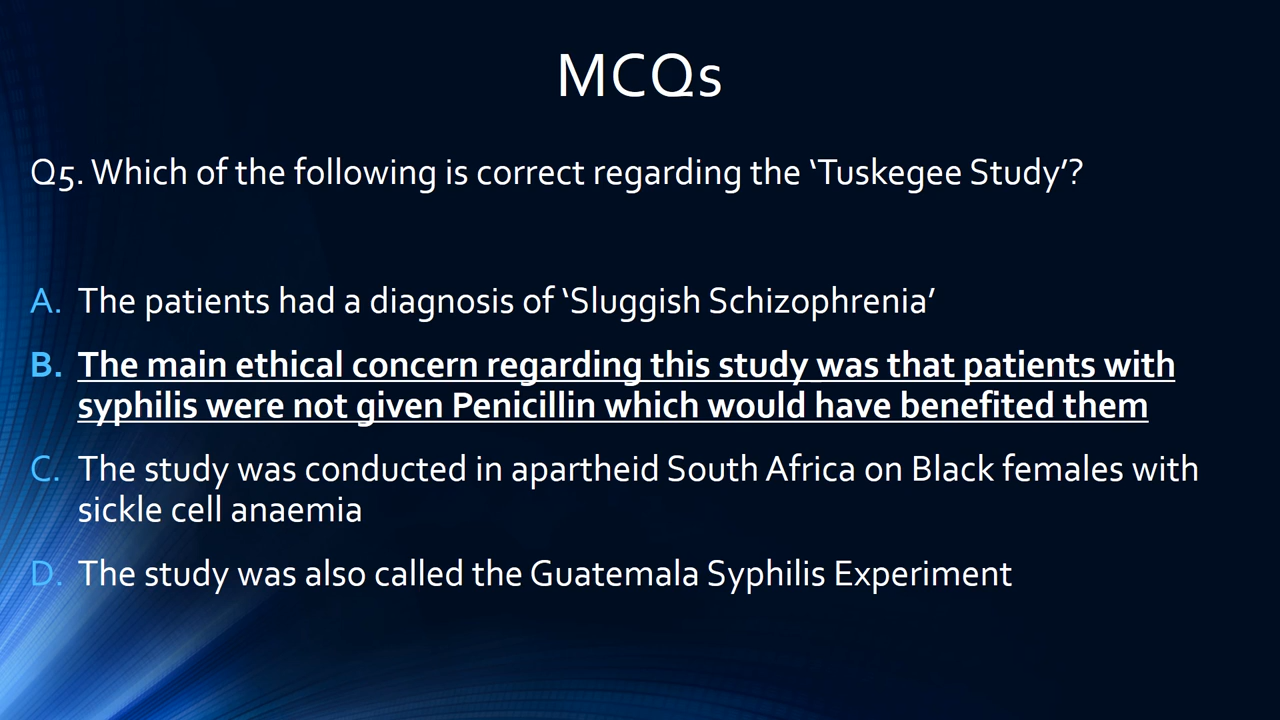 MCQs
Q5. Which of the following is correct regarding the ‘Tuskegee Study’?
A. The patients had a diagnosis of ‘Sluggish Schizophrenia’
B. The main ethical concern regarding this study was that patients with
syphilis were not given Penicillin which would have benefited them
C. The study was conducted in apartheid South Africa on Black females with
sickle cell anaemia
D. The study was also called the Guatemala Syphilis Experiment